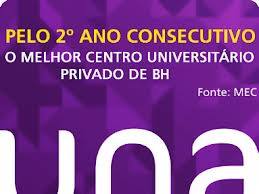 PELO 2º ANO CONSECUTIVO
O MELHOR CENTRO UNIVERSITÁRIO
PRIVADO DE BH
Fonte: MEC
una